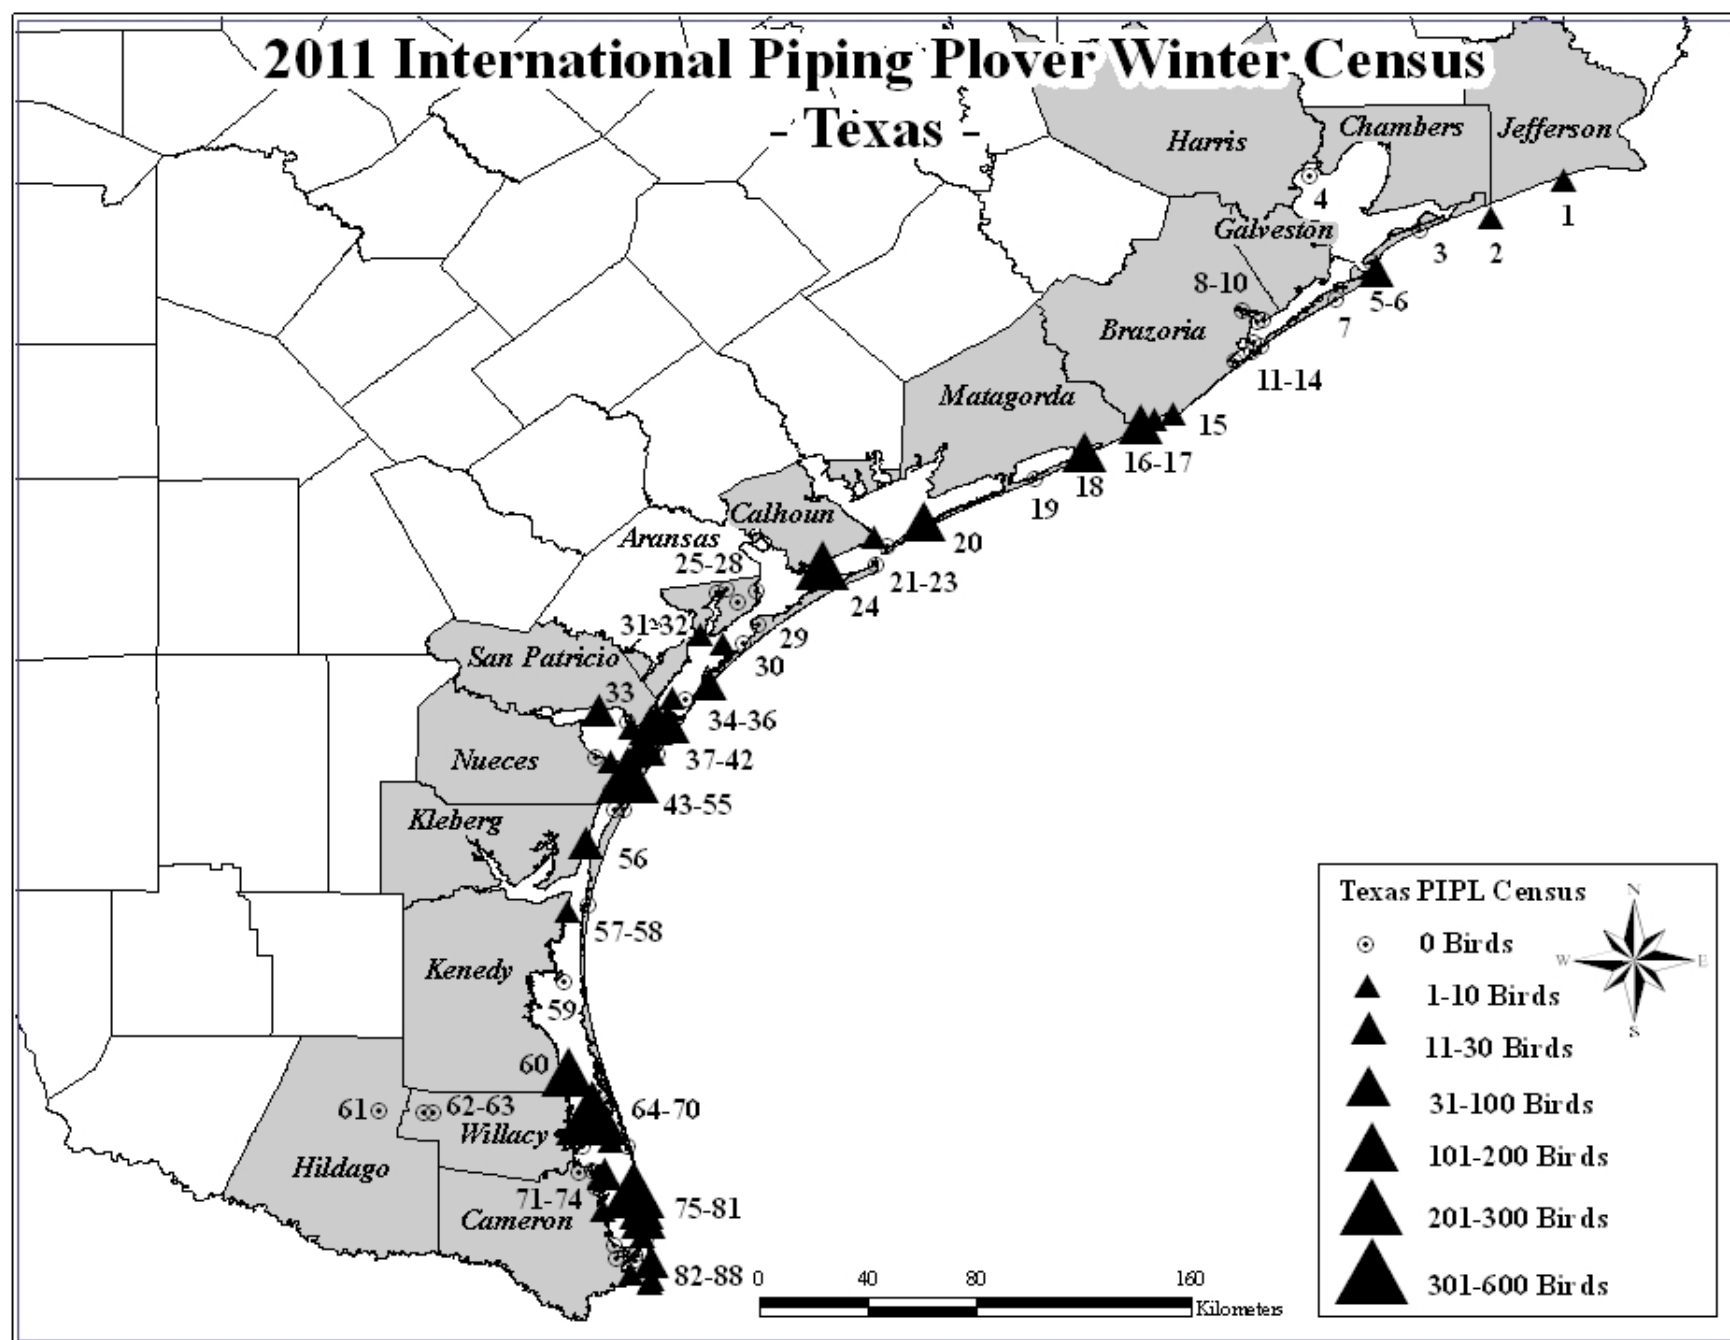 2011 International Piping Plover Winter Census
- Texas -
Harris
Chambers
Jefferson
4
1
Galveston
3
2
8-10
5-6
7
Brazoria
11-14
Matagorda
15
16-17
18
19
Calhoun
20
Aransas
25-28
21-23
24
31-32
29
San Patricio
30
33
34-36
Nueces
37-42
43-55
Kleberg
56
57-58
Kenedy
59
60
61
62-63
64-70
Willacy
Hildago
71-74
75-81
Cameron
82-88
0 40 80 160
Kilometers
Texas PIPL Census
N
W
E
S
0 Birds
1-10 Birds
11-30 Birds
31-100 Birds
101-200 Birds
201-300 Birds
301-600 Birds